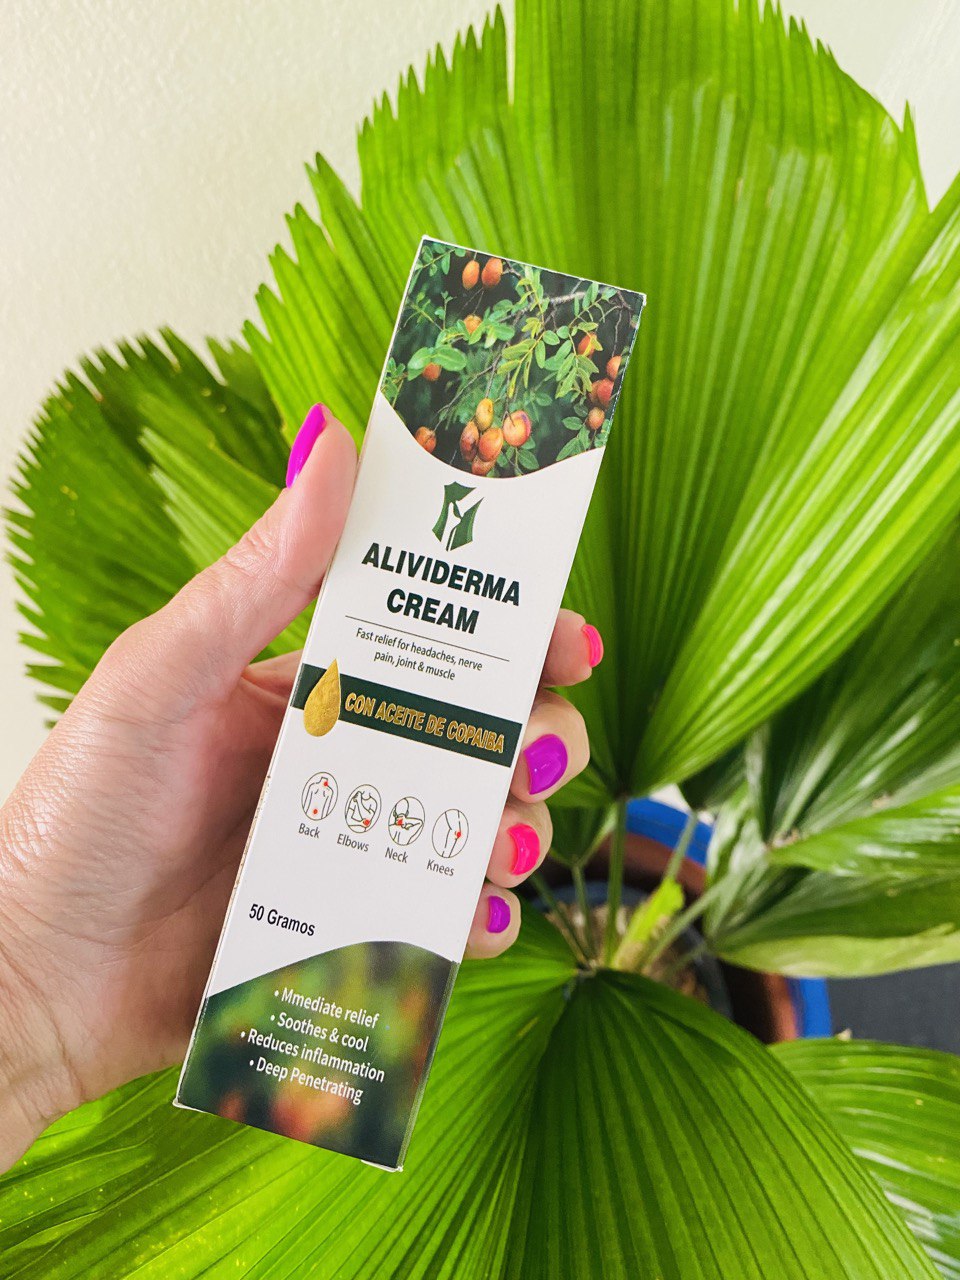 ALIVIDERMA
CREAM
Fast relief for headaches, nerve
pain, joint & muscle
CON ACEITE DE COPAIBA
Back Elbows Neck Knees
50 Gramos
• Mmediate relief
• Soothes & cool
• Reduces inflammation
• Deep Penetrating